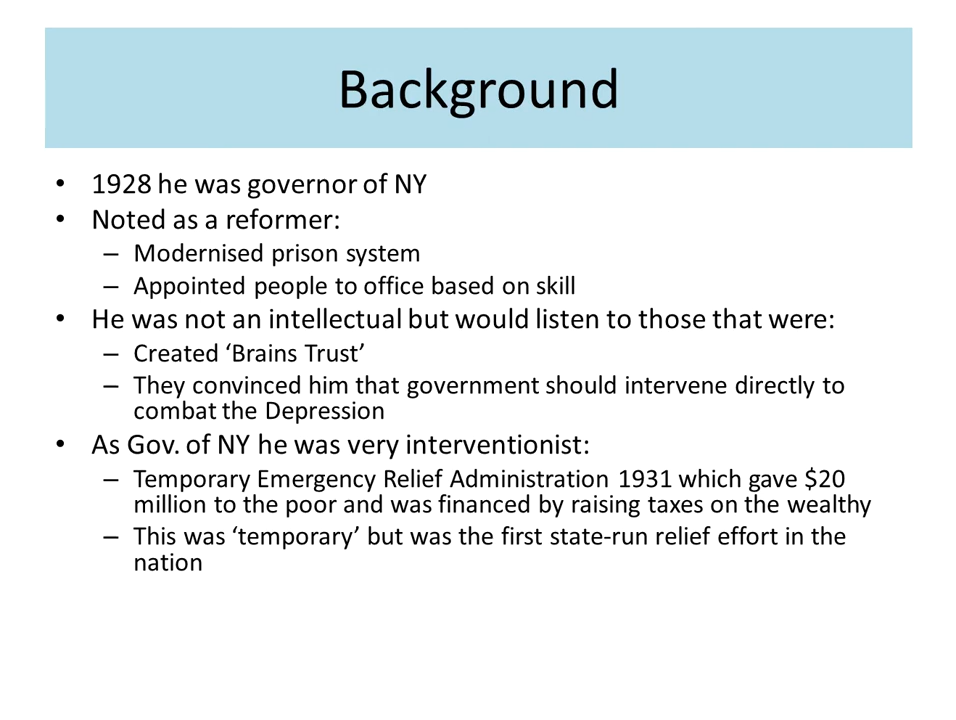 Background
• 1928 he was governor of NY
• Noted as a reformer:
– Modernised prison system
– Appointed people to office based on skill
• He was not an intellectual but would listen to those that were:
– Created ‘Brains Trust’
– They convinced him that government should intervene directly to
combat the Depression
• As Gov. of NY he was very interventionist:
– Temporary Emergency Relief Administration 1931 which gave $20
million to the poor and was financed by raising taxes on the wealthy
– This was ‘temporary’ but was the first state-run relief effort in the
nation